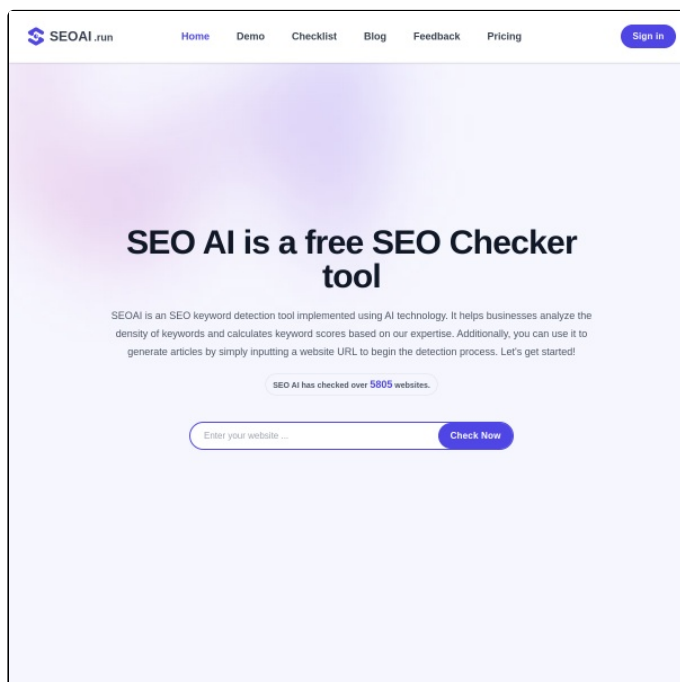 SEOAI.run
Home
Demo
Checklist
Blog
Feedback
Pricing
Sign in
SEO AI is a free SEO Checker
tool
SEOAI is an SEO keyword detection tool implemented using AI technology. It helps businesses analyze the
density of keywords and calculates keyword scores based on our expertise. Additionally, you can use it to
generate articles by simply inputting a website URL to begin the detection process. Let's get started!
SEO AI has checked over 5805 websites.
Enter your website ...
Check Now